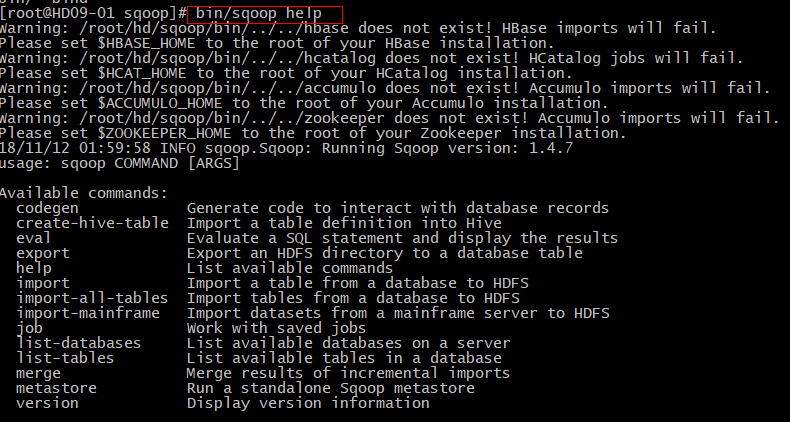 [root@HD09-01 sqoop]# bin/sqoop help
Warning: /root/hd/sqoop/bin/../../hbase does not exist! HBase imports will fail.
Please set $HBASE_HOME to the root of your HBase installation.
Warning: /root/hd/sqoop/bin/../../hcatalog does not exist! HCatalog jobs will fail.
Please set $HCAT_HOME to the root of your HCatalog installation.
Warning: /root/hd/sqoop/bin/../../accumulo does not exist! Accumulo imports will fail.
Please set $ACCUMULO_HOME to the root of your Accumulo installation.
Warning: /root/hd/sqoop/bin/../../zookeeper does not exist! Accumulo imports will fail.
Please set $ZOOKEEPER_HOME to the root of your Zookeeper installation.
18/11/12 01:59:58 INFO sqoop.Sqoop: Running Sqoop version: 1.4.7
usage: sqoop COMMAND [ARGS]

Available commands:
  codegen            Generate code to interact with database records
  create-hive-table  Import a table definition into Hive
  eval               Evaluate a SQL statement and display the results
  export             Export an HDFS directory to a database table
  help               List available commands
  import             Import a table from a database to HDFS
  import-all-tables  Import tables from a database to HDFS
  import-mainframe   Import datasets from a mainframe server to HDFS
  job                Work with saved jobs
  list-databases     List available databases on a server
  list-tables        List available tables in a database
  merge              Merge results of incremental imports
  metastore          Run a standalone Sqoop metastore
  version            Display version information